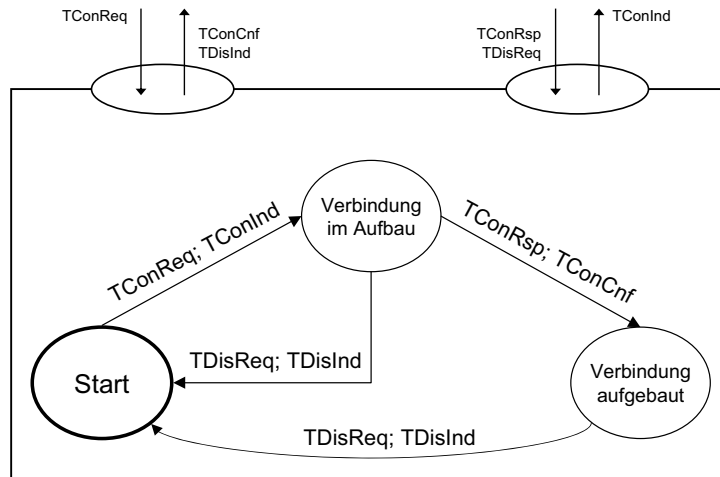 TConReq
TConCnf
TDisInd
TConRsp
TDisReq
TConInd
Verbindung
im Aufbau
TConReq; TConInd
TConRsp; TConCnf
TDisReq; TDisInd
Start
Verbindung
aufgebaut
TDisReq; TDisInd